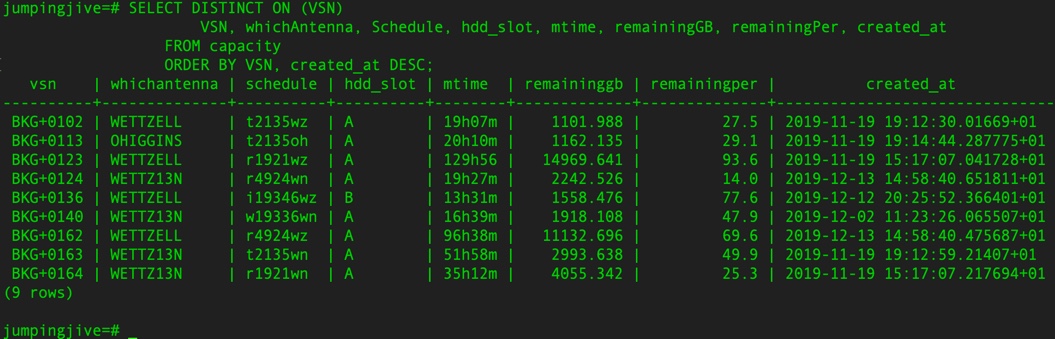 jumpingjive=# SELECT DISTINCT ON (VSN)
VSN, whichAntenna, Schedule, hdd_slot, mtime, remainingGB, remainingPer, created_at
FROM capacity
ORDER BY VSN, created_at DESC;
vsn | whichantenna | schedule | hdd_slot | mtime | remaininggb | remainingper | created_at
----------+--------------+-----------+----------+--------+-------------+--------------+-------------------------------
BKG+0102 | WETTZELL | t2135wz | A | 19h07m | 1101.988 | 27.5 | 2019-11-19 19:12:30.01669+01
BKG+0113 | OHIGGINS | t2135oh | A | 20h10m | 1162.135 | 29.1 | 2019-11-19 19:14:44.287775+01
BKG+0123 | WETTZELL | r1921wz | A | 129h56 | 14969.641 | 93.6 | 2019-11-19 15:17:07.041728+01
BKG+0124 | WETTZ13N | r4924wn | A | 19h27m | 2242.526 | 14.0 | 2019-12-13 14:58:40.651811+01
BKG+0136 | WETTZELL | i19346wz | B | 13h31m | 1558.476 | 77.6 | 2019-12-12 20:25:52.366401+01
BKG+0140 | WETTZ13N | w19336wn | A | 16h39m | 1918.108 | 47.9 | 2019-12-02 11:23:26.065507+01
BKG+0162 | WETTZELL | r4924wz | A | 96h38m | 11132.696 | 69.6 | 2019-12-13 14:58:40.475687+01
BKG+0163 | WETTZ13N | t2135wn | A | 51h58m | 2993.638 | 49.9 | 2019-11-19 19:12:59.21407+01
BKG+0164 | WETTZ13N | r1921wn | A | 35h12m | 4055.342 | 25.3 | 2019-11-19 15:17:07.217694+01
(9 rows)
jumpingjive=# _